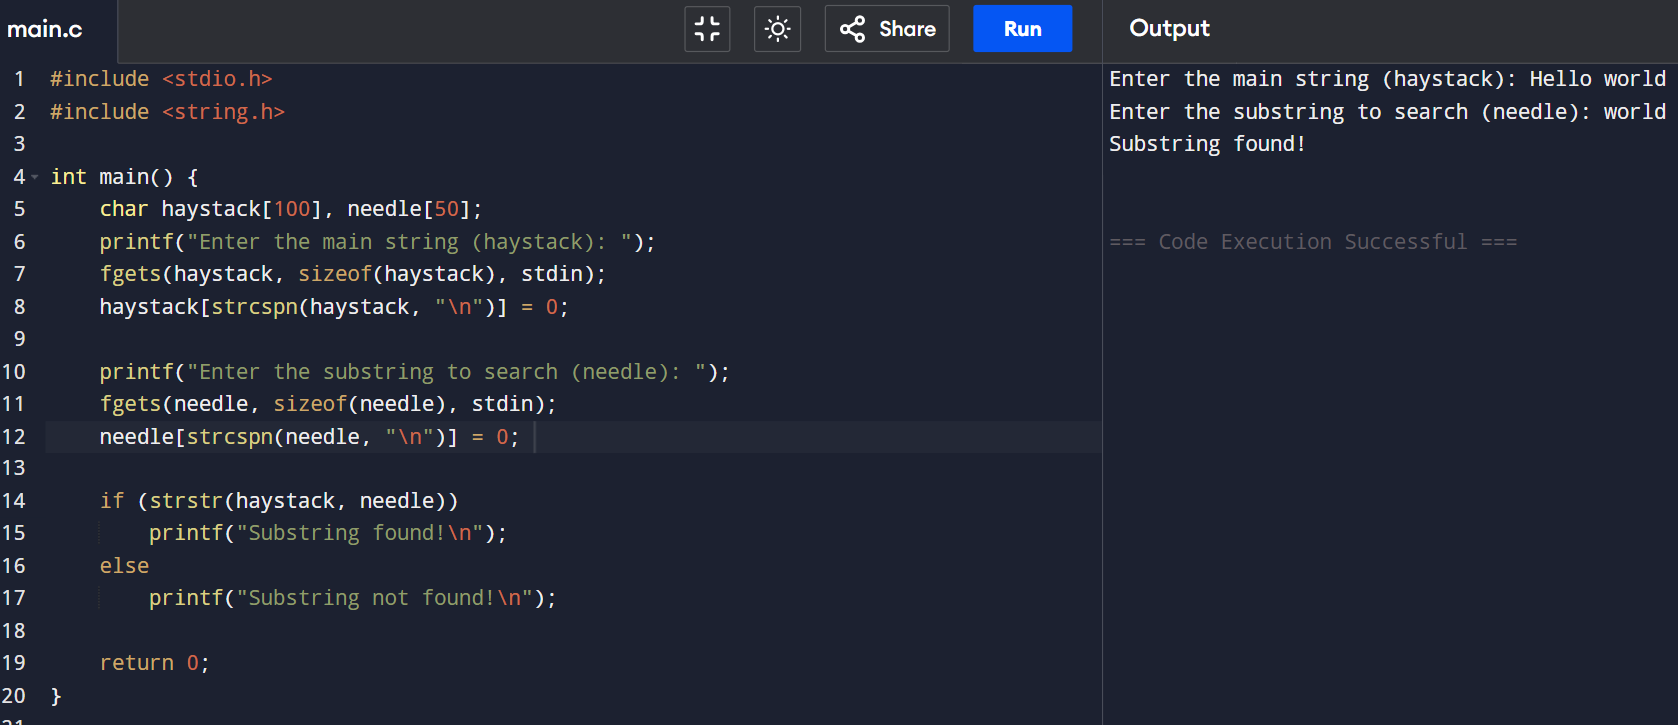 main.c
Share
Run
Output
1 #include <stdio.h>
2 #include <string.h>
3
4 int main() {
5     char haystack[100], needle[50];
6     printf("Enter the main string (haystack): ");
7     fgets(haystack, sizeof(haystack), stdin);
8     haystack[strcspn(haystack, "\n")] = 0;
9
10     printf("Enter the substring to search (needle): ");
11     fgets(needle, sizeof(needle), stdin);
12     needle[strcspn(needle, "\n")] = 0;
13
14     if (strstr(haystack, needle))
15         printf("Substring found!\n");
16     else
17         printf("Substring not found!\n");
18
19     return 0;
20 }
Enter the main string (haystack): Hello world
Enter the substring to search (needle): world
Substring found!
=== Code Execution Successful ===